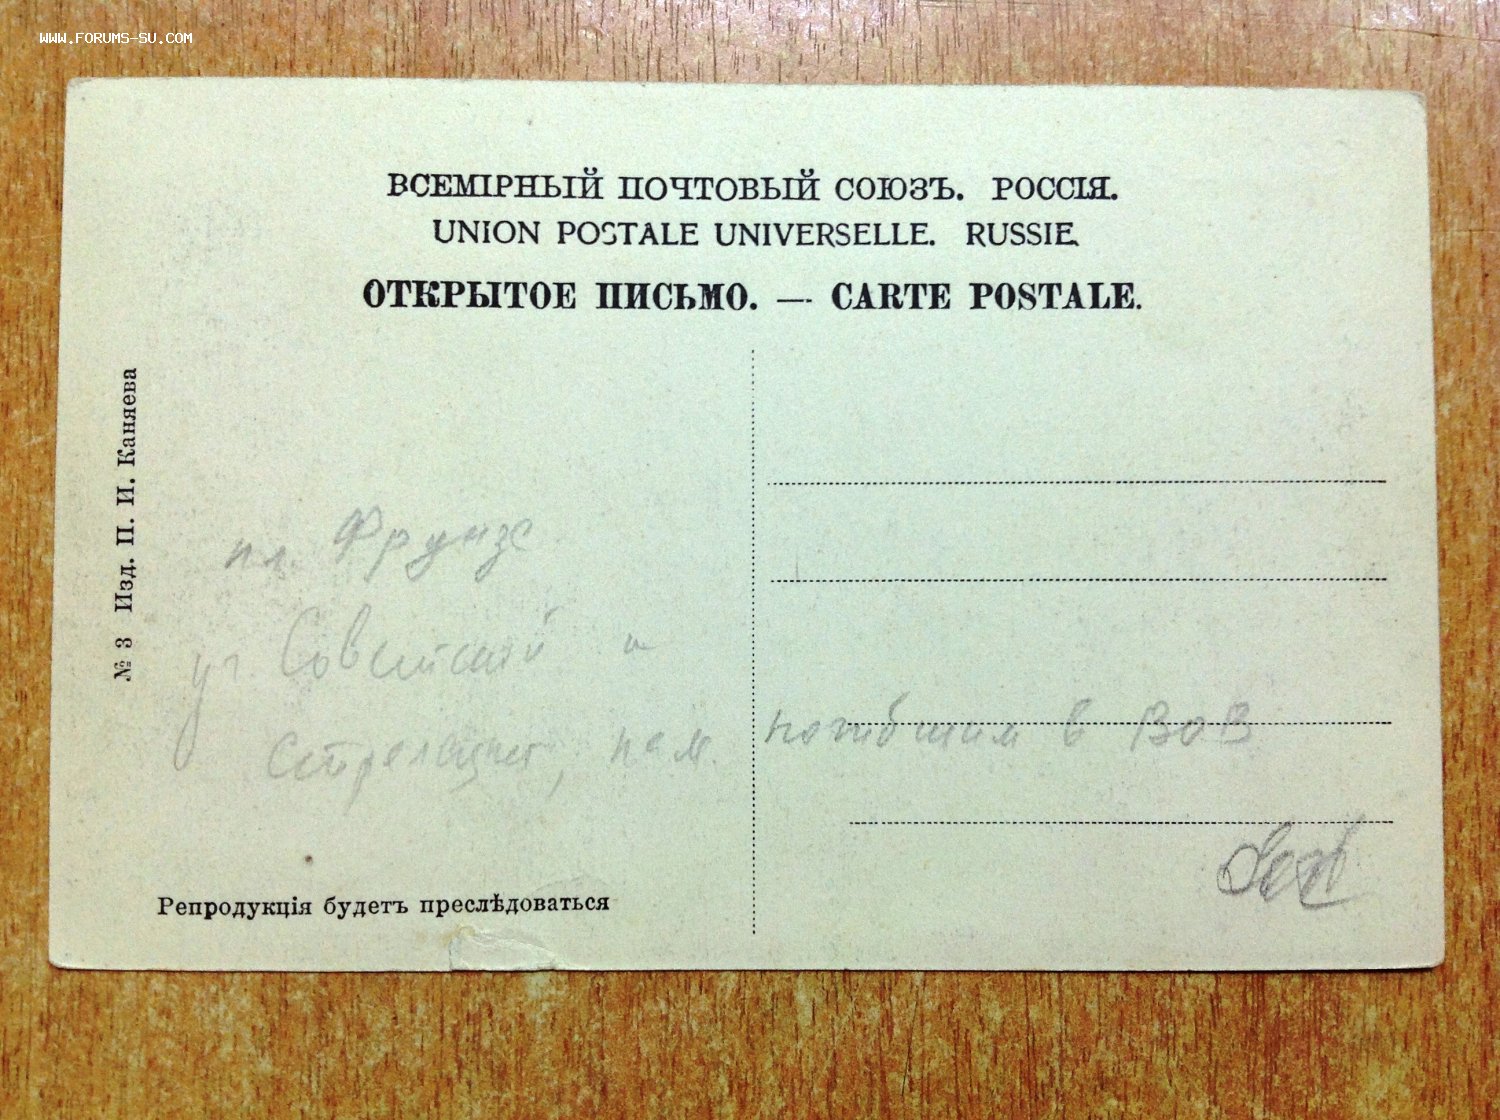 WWW.FORUMS-SU.COM
ВСЕМІРНЫЙ ПОЧТОВЫЙ СОЮЗЪ. РОССІЯ.
UNION POSTALE UNIVERSELLE. RUSSIE.
ОТКРЫТОЕ ПИСЬМО. — CARTE POSTALE.
№ 3 Изд. П. И. Каняева
пл. Фрунзе
уг. Советской и
пам. погибшим в ВОВ
Репродукція будетъ преслѣдоваться